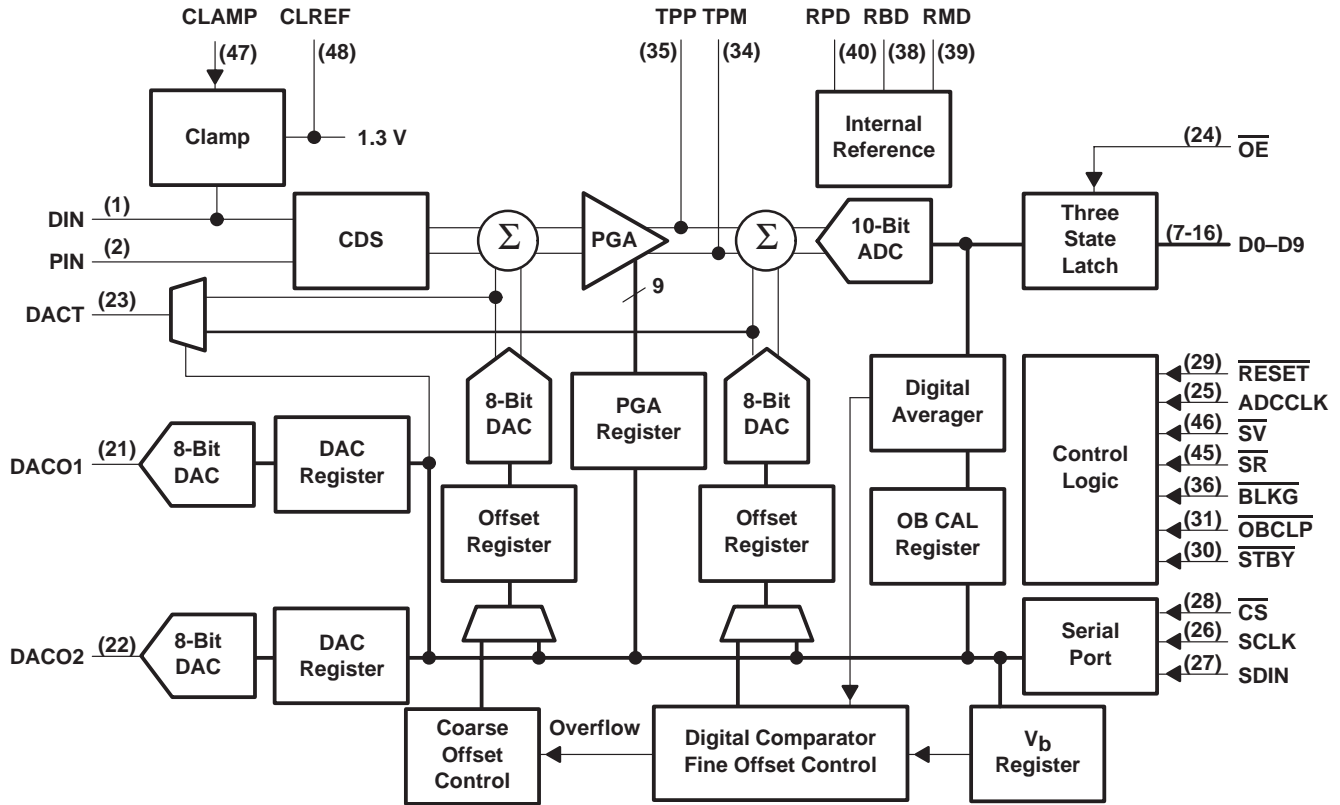 CLAMP CLREF
TPP TPM
RPD RBD RMD
(47) (48)
(35) (34)
(40) (38) (39)
Clamp
1.3 V
Internal
Reference
(24) OE
DIN (1)
PIN (2)
CDS
Σ
PGA
Σ
10-Bit
ADC
Three
State
Latch
(7-16) D0–D9
9
DACT (23)
8-Bit
DAC
PGA
Register
8-Bit
DAC
Digital
Averager
Control
Logic
(29) RESET
(25) ADCCLK
(46) SV
(45) SR
(36) BLKG
(31) OBCLP
(30) STBY
DACO1 (21)
8-Bit
DAC
DAC
Register
Offset
Register
Offset
Register
OB CAL
Register
DACO2 (22)
8-Bit
DAC
DAC
Register
Serial
Port
(28) CS
(26) SCLK
(27) SDIN
Coarse
Offset
Control
Overflow
Digital Comparator
Fine Offset Control
Vb
Register